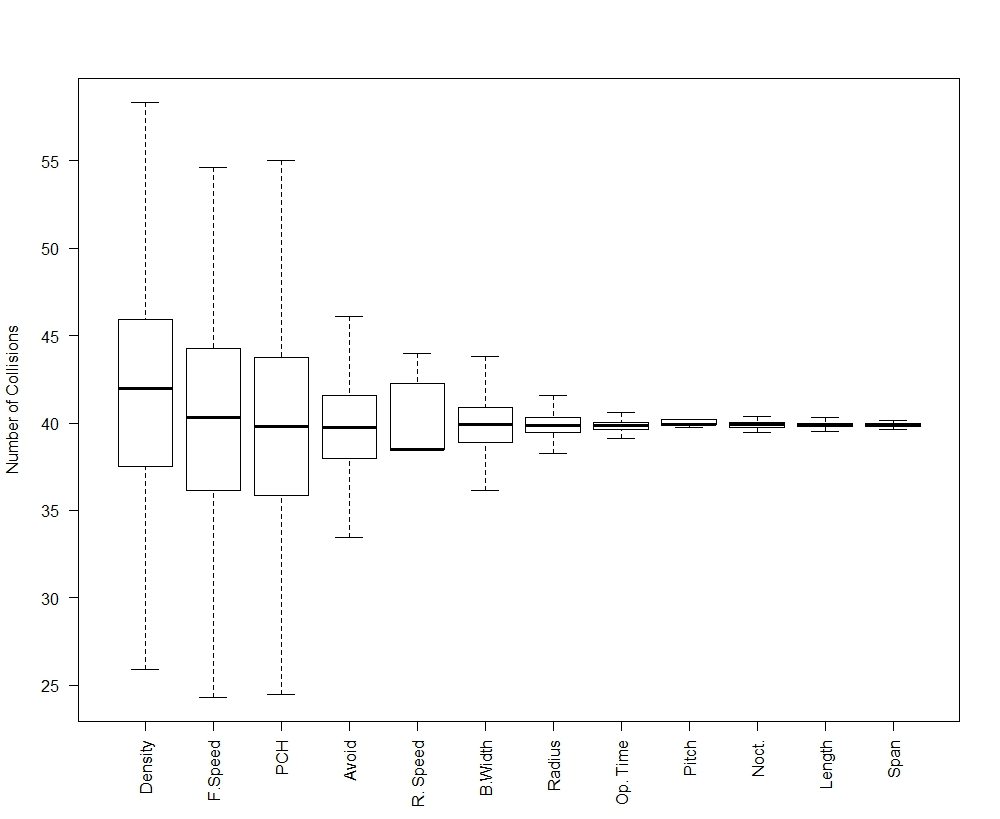 55
50
45
40
35
30
25
Number of Collisions
Density
F.Speed
PCH
Avoid
R. Speed
B.Width
Radius
Op. Time
Pitch
Noct.
Length
Span